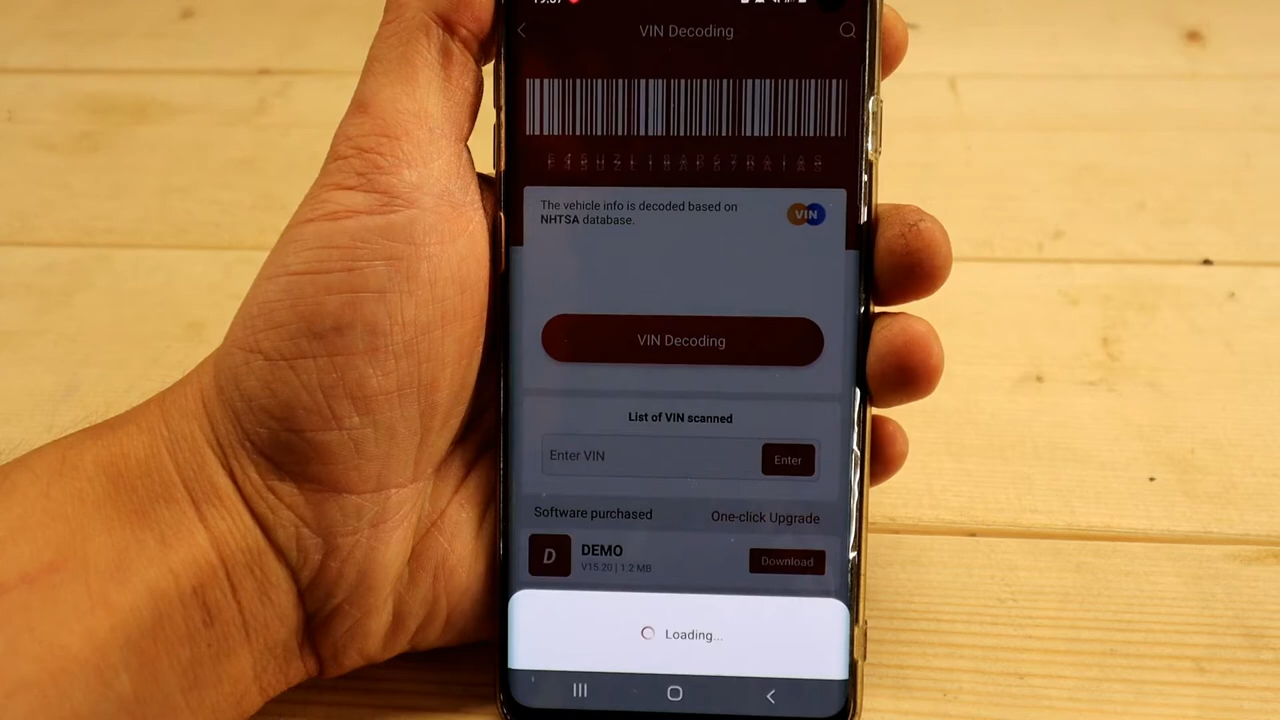 VIN Decoding
The vehicle info is decoded based on
NHTSA database.
VIN
VIN Decoding
List of VIN scanned
Enter VIN
Enter
Software purchased
One-click Upgrade
D
DEMO
V15.20 | 1.2 MB
Download
Loading...